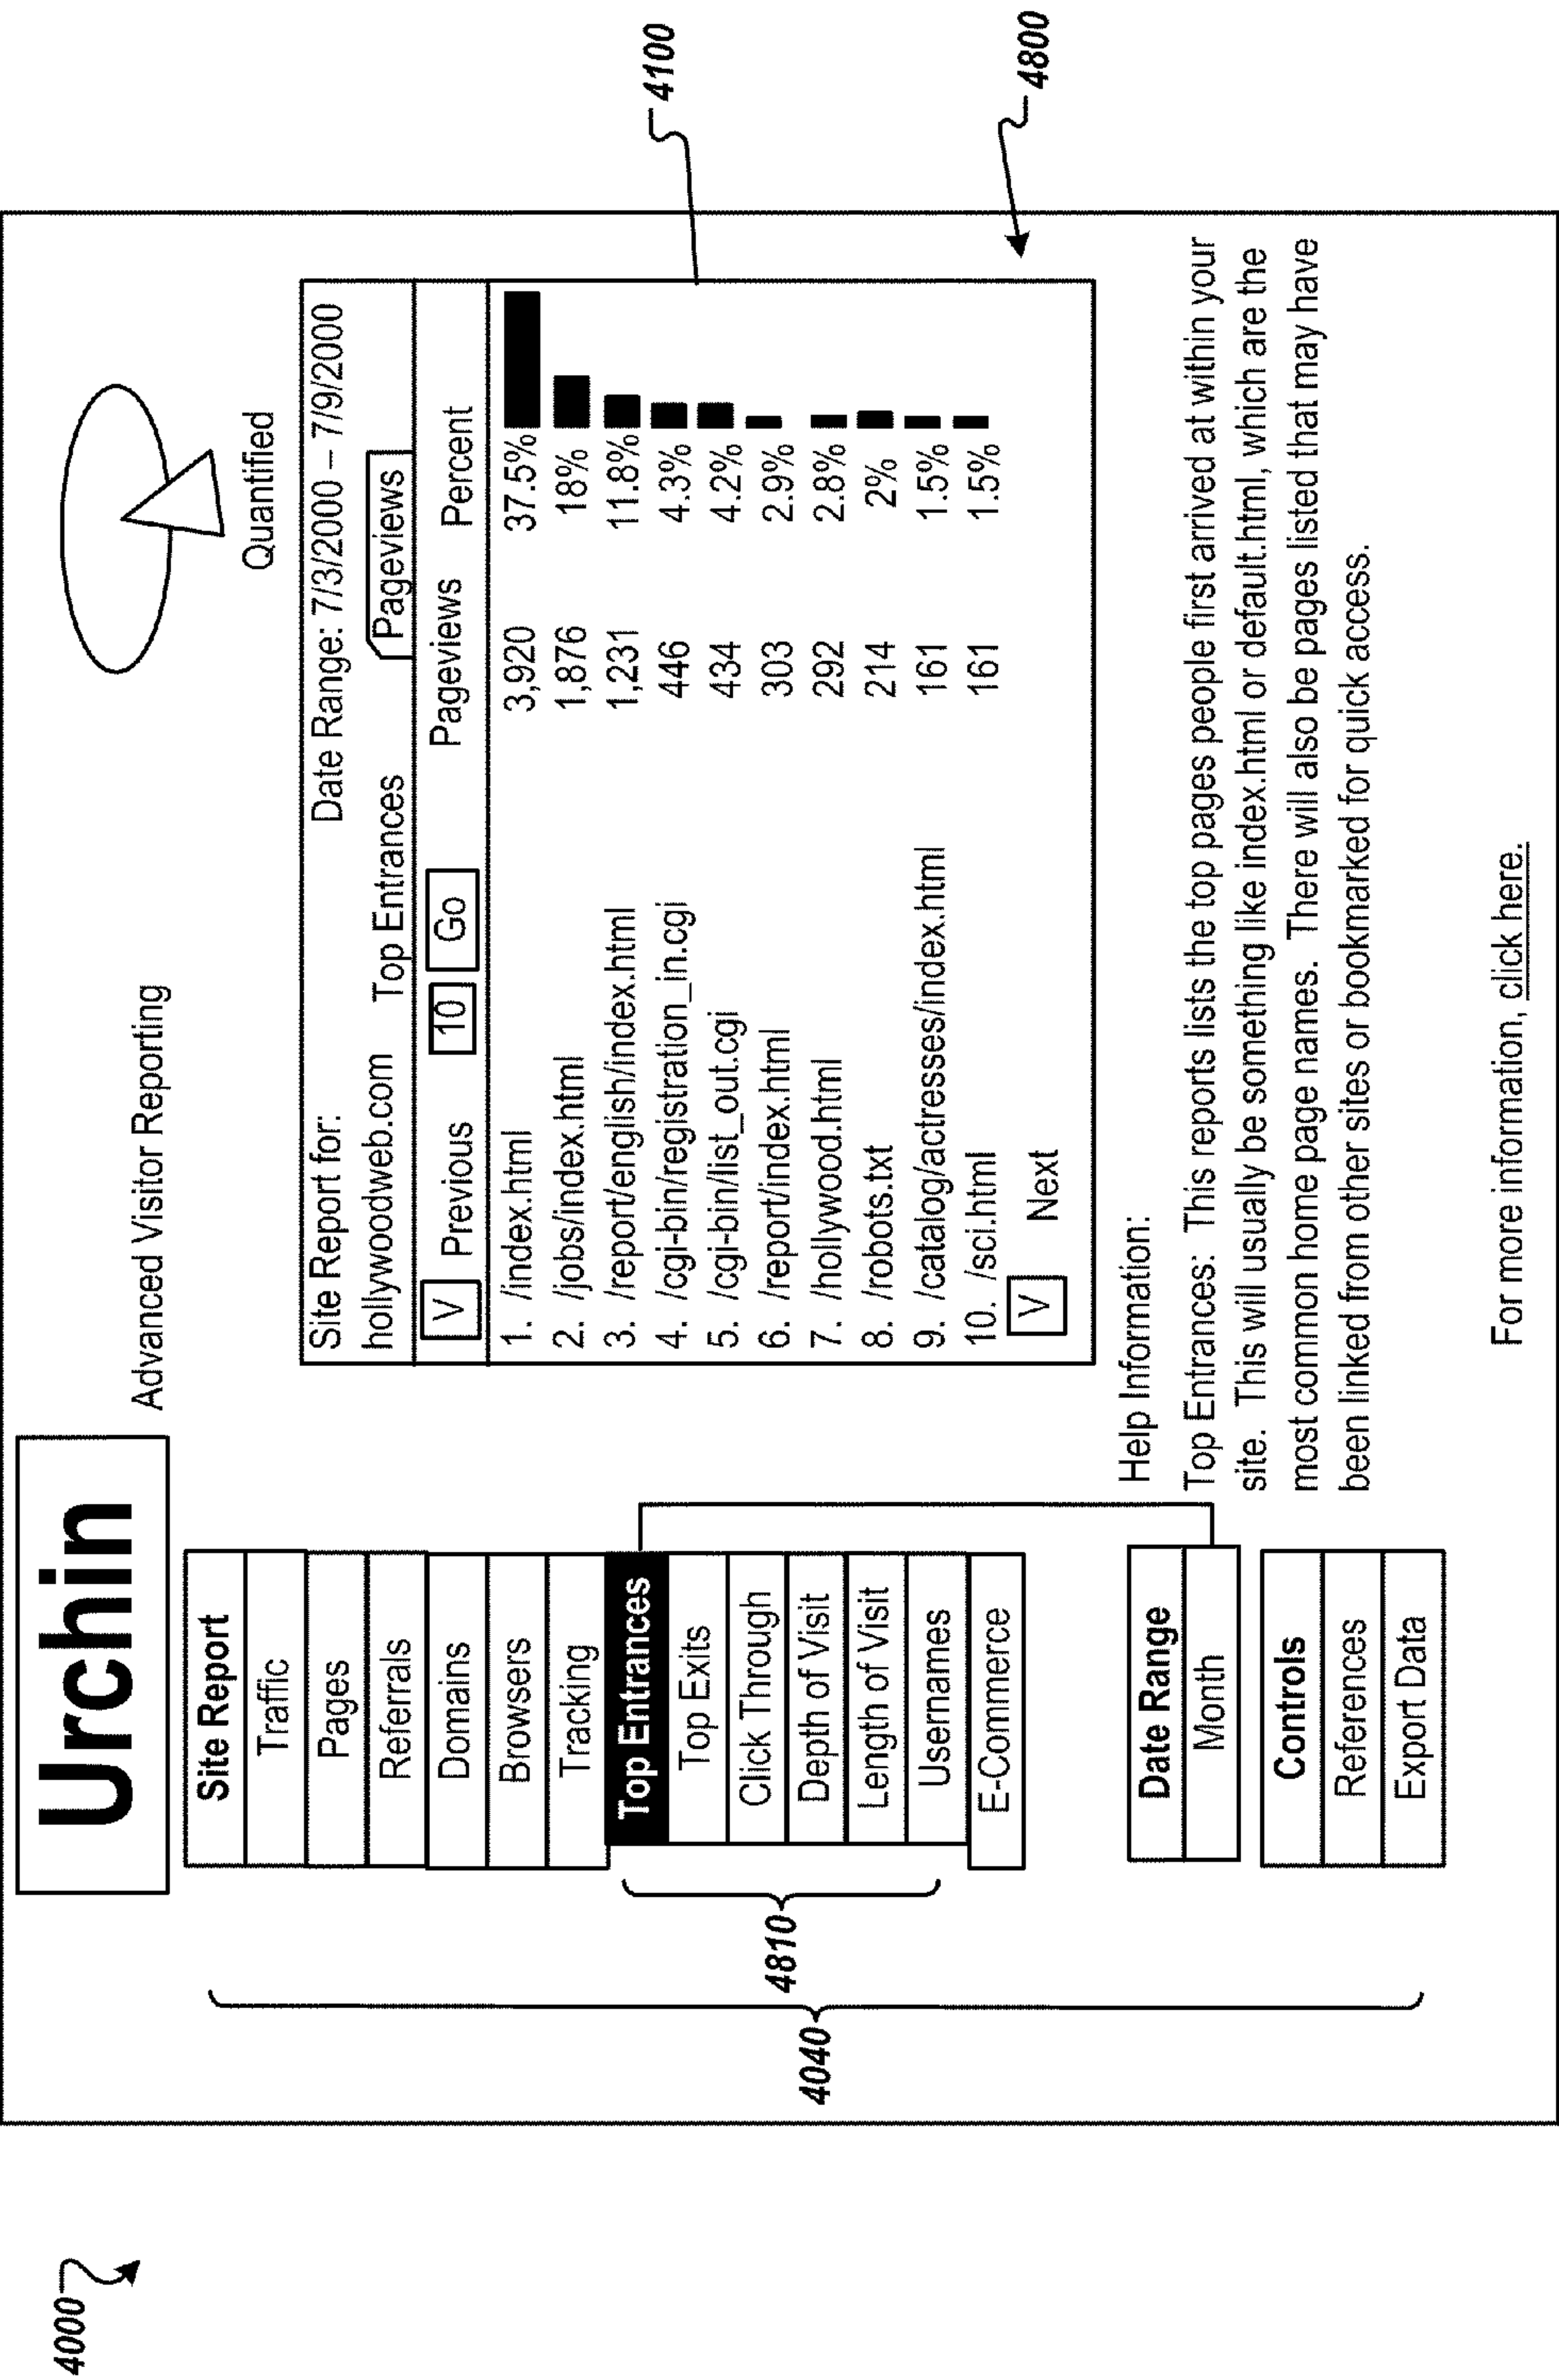 4000
Urchin
Advanced Visitor Reporting
Quantified
Site Report
Traffic
Pages
Referrals
Domains
Browsers
Tracking
Top Entrances
Top Exits
Click Through
Depth of Visit
Length of Visit
Usernames
E-Commerce
Date Range
Month
Controls
References
Export Data
4040
4810
Site Report for: Date Range: 7/3/2000 – 7/9/2000
hollywoodweb.com Top Entrances Pageviews
V Previous 10 Go Pageviews Percent
1. /index.html 3,920 37.5%
2. /jobs/index.html 1,876 18%
3. /report/english/index.html 1,231 11.8%
4. /cgi-bin/registration_in.cgi 446 4.3%
5. /cgi-bin/list_out.cgi 434 4.2%
6. /report/index.html 303 2.9%
7. /hollywood.html 292 2.8%
8. /robots.txt 214 2%
9. /catalog/actresses/index.html 161 1.5%
10. /sci.html 161 1.5%
V Next
4100
4800
Help Information:
Top Entrances: This reports lists the top pages people first arrived at within your
site. This will usually be something like index.html or default.html, which are the
most common home page names. There will also be pages listed that may have
been linked from other sites or bookmarked for quick access.
For more information, click here.